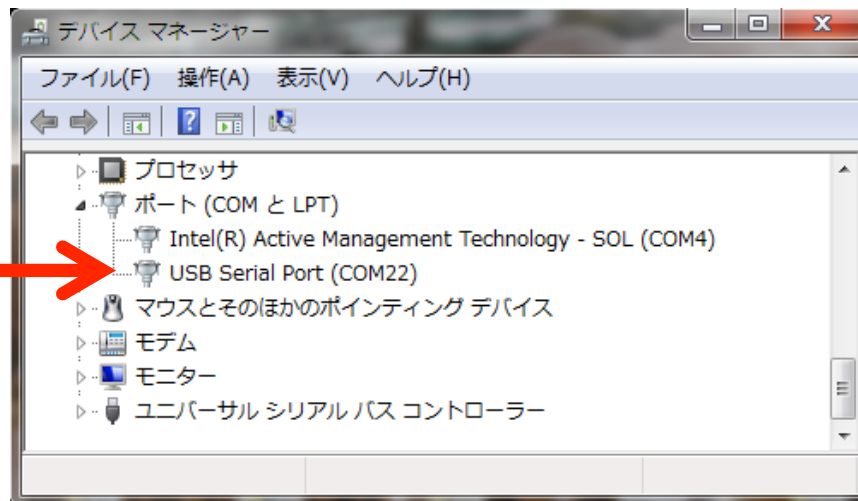 デバイス マネージャー
ファイル(F) 操作(A) 表示(V) ヘルプ(H)
プロセッサ
ポート (COM と LPT)
Intel(R) Active Management Technology - SOL (COM4)
USB Serial Port (COM22)
マウスとそのほかのポインティング デバイス
モデム
モニター
ユニバーサル シリアル バス コントローラー